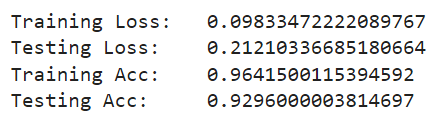 Training Loss: 0.09833472222089767
Testing Loss: 0.21210336685180664
Training Acc: 0.9641500115394592
Testing Acc: 0.9296000003814697